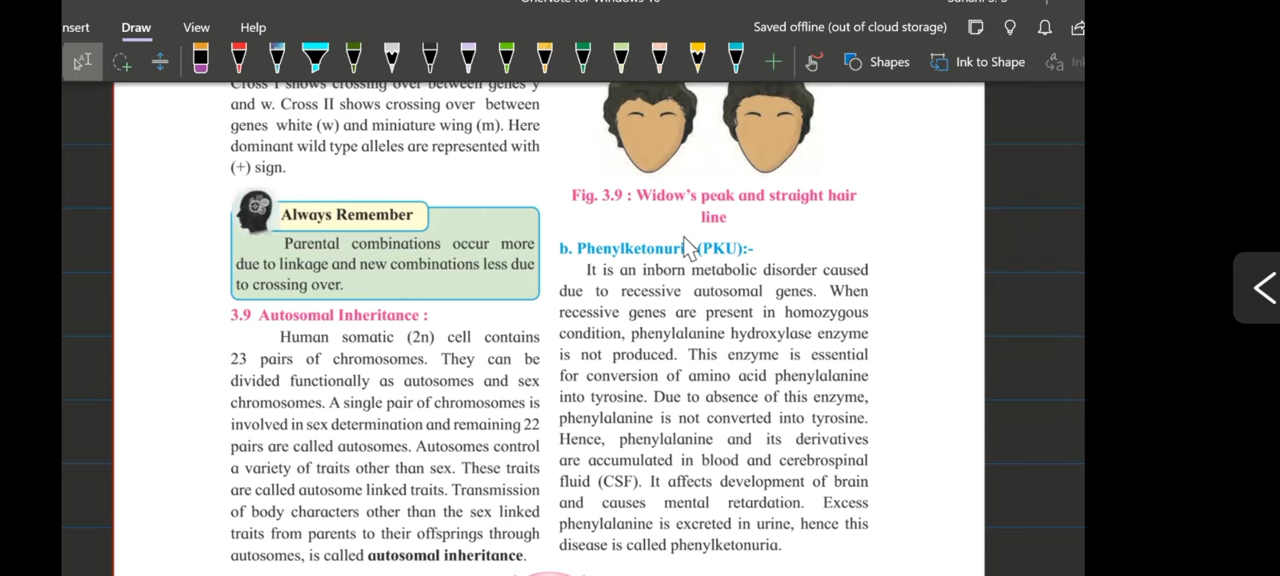 nsert
Draw
View
Help
Saved offline (out of cloud storage)
Shapes
Ink to Shape
Cross I shows crossing over between genes y
and w. Cross II shows crossing over between
genes white (w) and miniature wing (m). Here
dominant wild type alleles are represented with
(+) sign.
Always Remember
Parental combinations occur more
due to linkage and new combinations less due
to crossing over.
3.9 Autosomal Inheritance :
Human somatic (2n) cell contains
23 pairs of chromosomes. They can be
divided functionally as autosomes and sex
chromosomes. A single pair of chromosomes is
involved in sex determination and remaining 22
pairs are called autosomes. Autosomes control
a variety of traits other than sex. These traits
are called autosome linked traits. Transmission
of body characters other than the sex linked
traits from parents to their offsprings through
autosomes, is called autosomal inheritance.
Fig. 3.9 : Widow's peak and straight hair
line
b. Phenylketonuri (PKU):-
It is an inborn metabolic disorder caused
due to recessive autosomal genes. When
recessive genes are present in homozygous
condition, phenylalanine hydroxylase enzyme
is not produced. This enzyme is essential
for conversion of amino acid phenylalanine
into tyrosine. Due to absence of this enzyme,
phenylalanine is not converted into tyrosine.
Hence, phenylalanine and its derivatives
are accumulated in blood and cerebrospinal
fluid (CSF). It affects development of brain
and causes mental retardation. Excess
phenylalanine is excreted in urine, hence this
disease is called phenylketonuria.